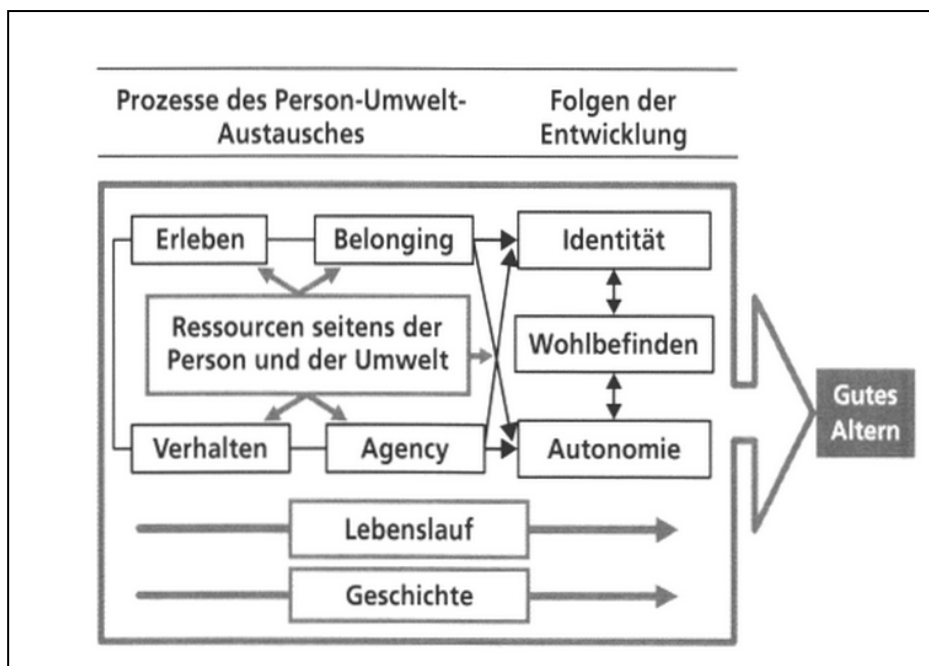 Prozesse des Person-Umwelt-
Austausches
Folgen der
Entwicklung
Erleben
Belonging
Identität
Ressourcen seitens der
Person und der Umwelt
Wohlbefinden
Verhalten
Agency
Autonomie
Gutes
Altern
Lebenslauf
Geschichte